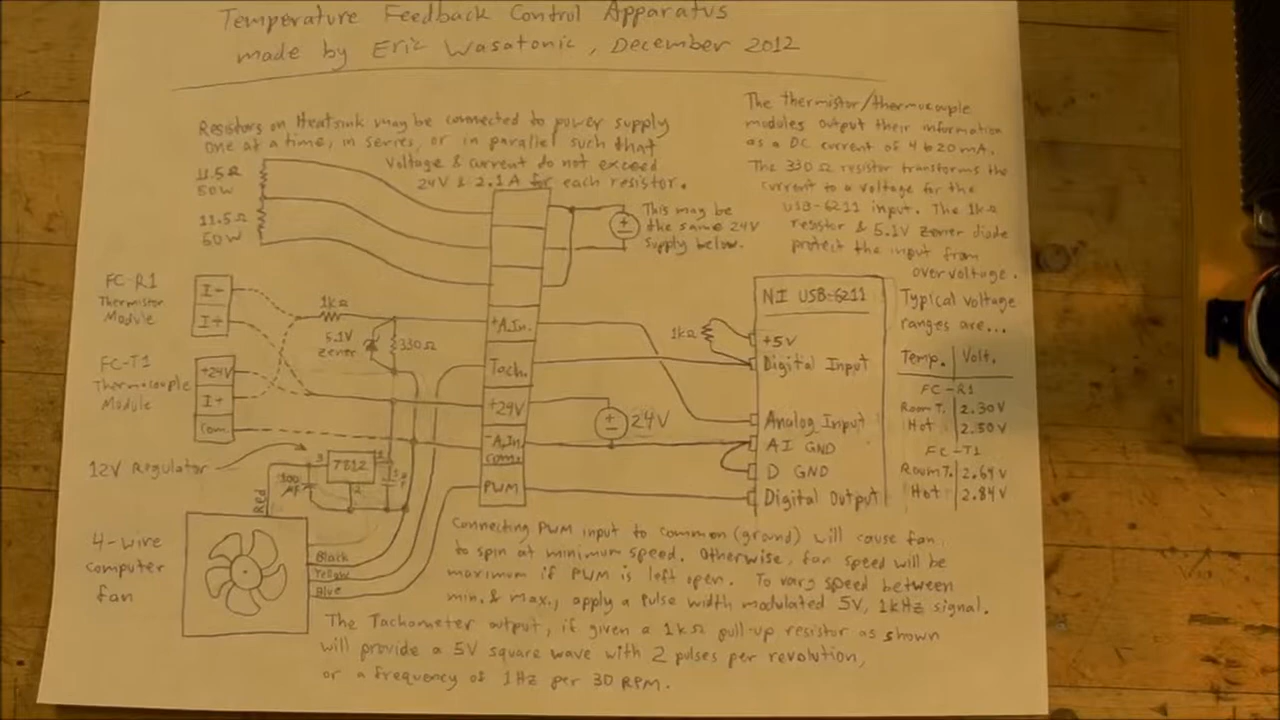 Temperature Feedback Control Apparatus
made by Eric Wasatonic, December 2012
Resistors on Heatsink may be connected to power supply
one at a time, in series, or in parallel such that
voltage & current do not exceed
24V & 2.1A for each resistor.
11.5Ω
50W
11.5Ω
50W
This may be
the same 24V
supply below.
The thermistor/thermocouple
modules output their information
as a DC current of 4 to 20mA.
The 330Ω resistor transforms the
current to a voltage for the
USB-6211 input. The 1kΩ
resistor & 5.1V zener diode
protect the input from
overvoltage.
FC-R1
Thermistor
Module
I-
I+
1kΩ
5.1V
Zener
330Ω
FC-T1
Thermocouple
Module
+24V
I+
Com.
+A.In.
Tach.
+24V
-A.In.
com.
PWM
24V
1kΩ
NI USB-6211
+5V
Digital Input
Analog Input
AI GND
D GND
Digital Output
Typical voltage
ranges are...
Temp. Volt.
FC-R1
Room T. 2.30V
Hot 2.50V
FC-T1
Room T. 2.64V
Hot 2.84V
12V Regulator
3 7812 1
2
100
μF
Red
4-wire
computer
fan
Black
Yellow
Blue
Connecting PWM input to common (ground) will cause fan
to spin at minimum speed. Otherwise, fan speed will be
maximum if PWM is left open. To vary speed between
min. & max., apply a pulse width modulated 5V, 1kHz signal.
The Tachometer output, if given a 1kΩ pull-up resistor as shown
will provide a 5V square wave with 2 pulses per revolution,
or a frequency of 1Hz per 30 RPM.